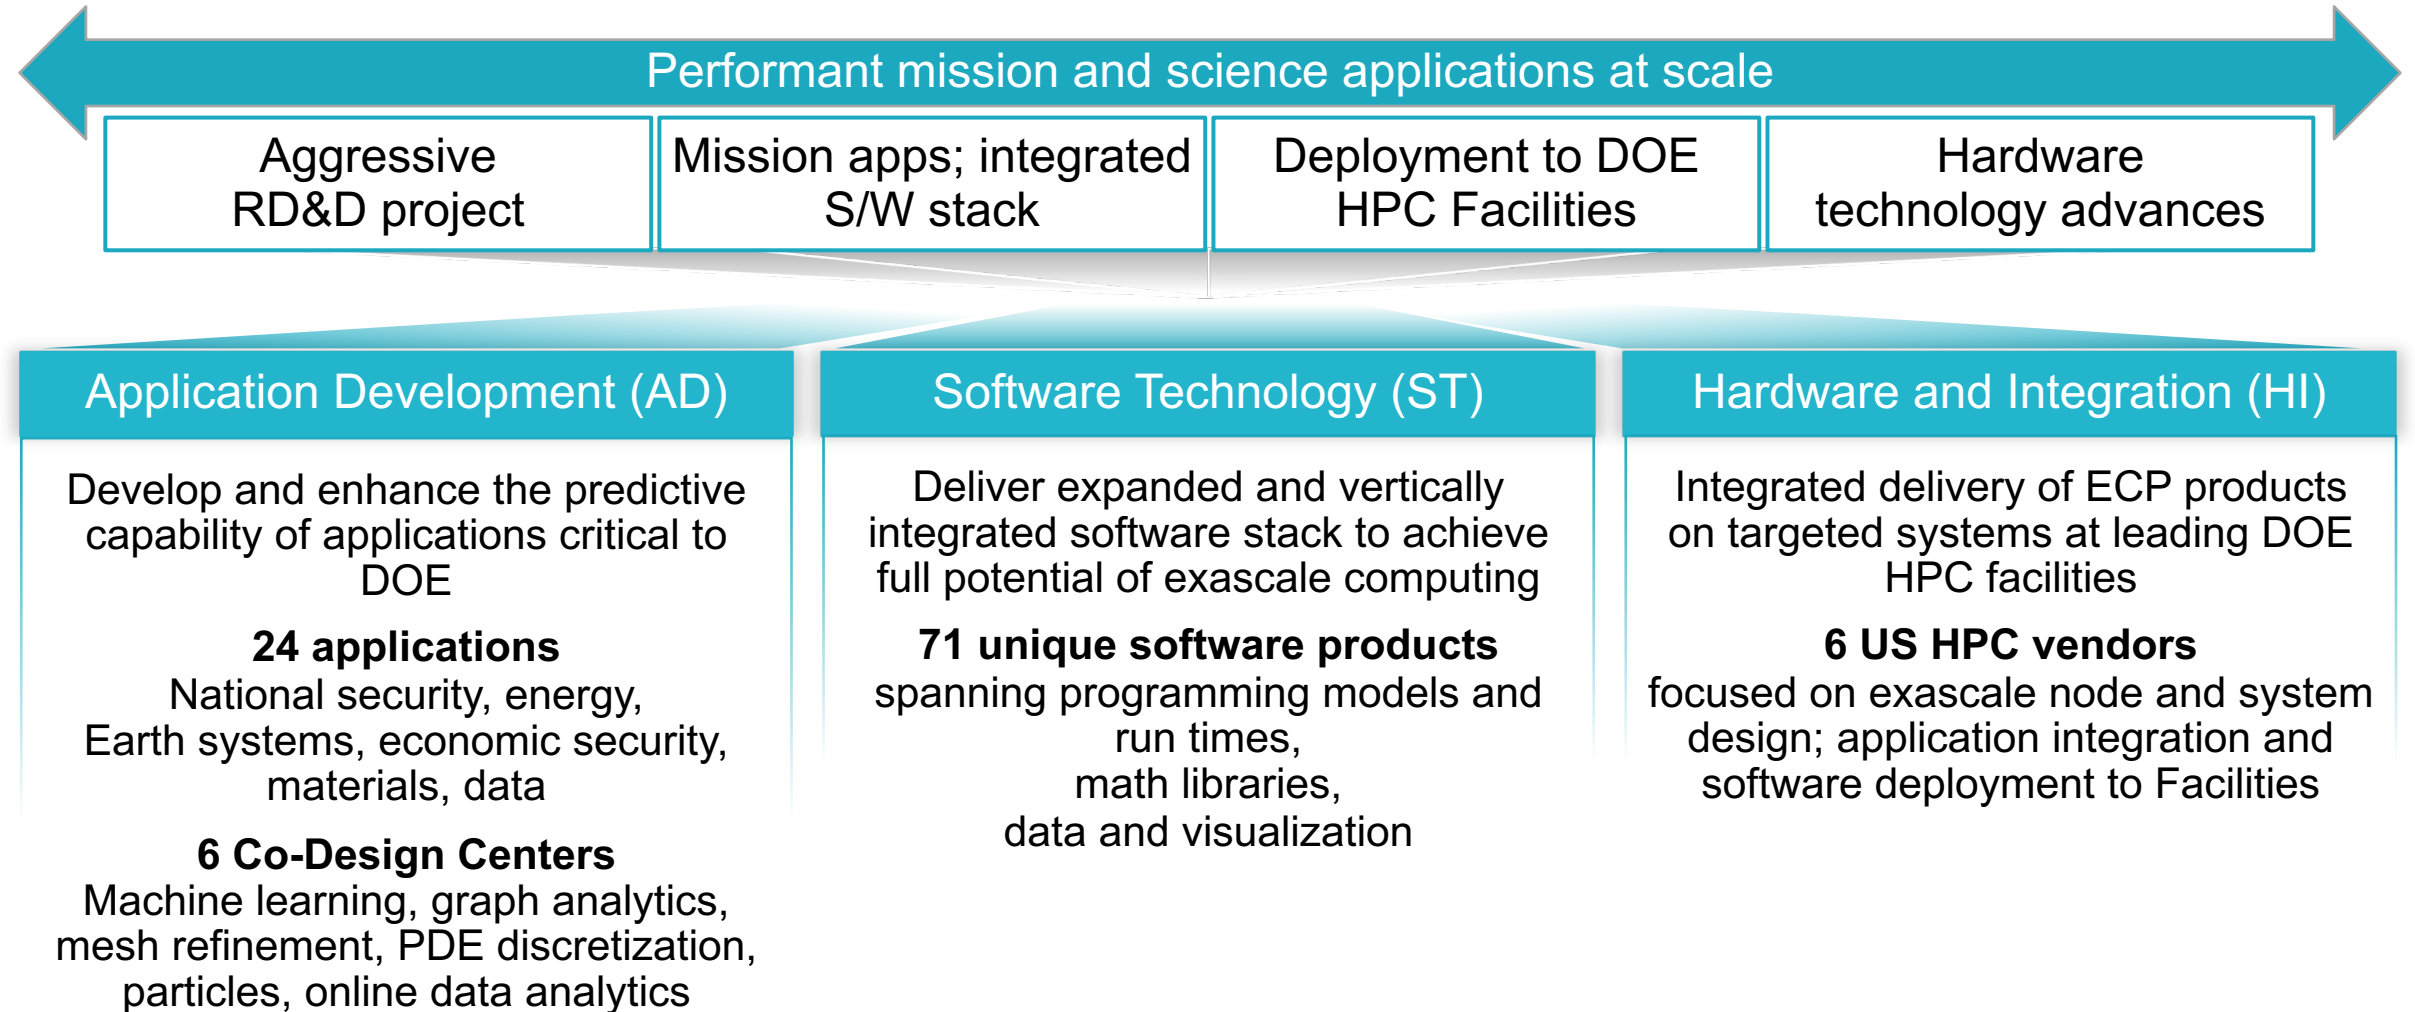 Performant mission and science applications at scale
Aggressive
RD&D project
Mission apps; integrated
S/W stack
Deployment to DOE
HPC Facilities
Hardware
technology advances
Application Development (AD)
Develop and enhance the predictive
capability of applications critical to
DOE
24 applications
National security, energy,
Earth systems, economic security,
materials, data
6 Co-Design Centers
Machine learning, graph analytics,
mesh refinement, PDE discretization,
particles, online data analytics
Software Technology (ST)
Deliver expanded and vertically
integrated software stack to achieve
full potential of exascale computing
71 unique software products
spanning programming models and
run times,
math libraries,
data and visualization
Hardware and Integration (HI)
Integrated delivery of ECP products
on targeted systems at leading DOE
HPC facilities
6 US HPC vendors
focused on exascale node and system
design; application integration and
software deployment to Facilities